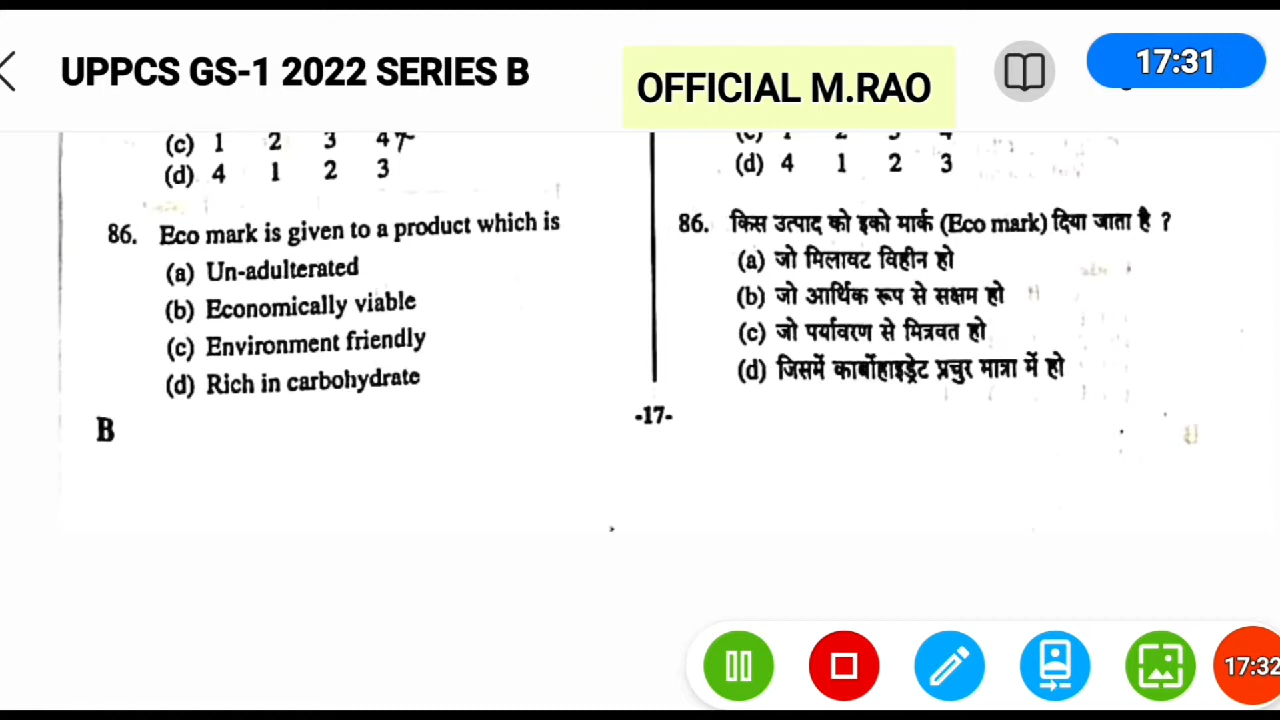 UPPCS GS-1 2022 SERIES B
OFFICIAL M.RAO
17:31
(c) 1 2 3 4
(d) 4 1 2 3
86. Eco mark is given to a product which is
(a) Un-adulterated
(b) Economically viable
(c) Environment friendly
(d) Rich in carbohydrate
B
(d) 4 1 2 3
86. किस उत्पाद को इको मार्क (Eco mark) दिया जाता है ?
(a) जो मिलावट विहीन हो
(b) जो आर्थिक रूप से सक्षम हो
(c) जो पर्यावरण से मित्रवत हो
(d) जिसमें कार्बोहाइड्रेट प्रचुर मात्रा में हो
-17-
17:32